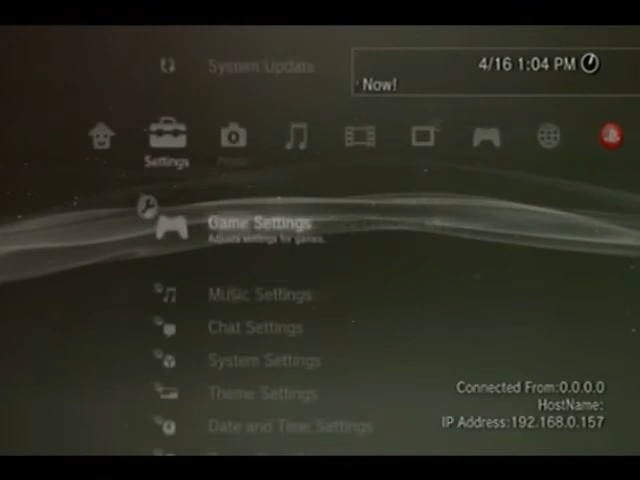 System Update
4/16 1:04 PM
Now!
Settings
Photo
Game Settings
Adjusts settings for games.
Music Settings
Chat Settings
System Settings
Theme Settings
Date and Time Settings
Connected From:0.0.0.0
HostName:
IP Address:192.168.0.157